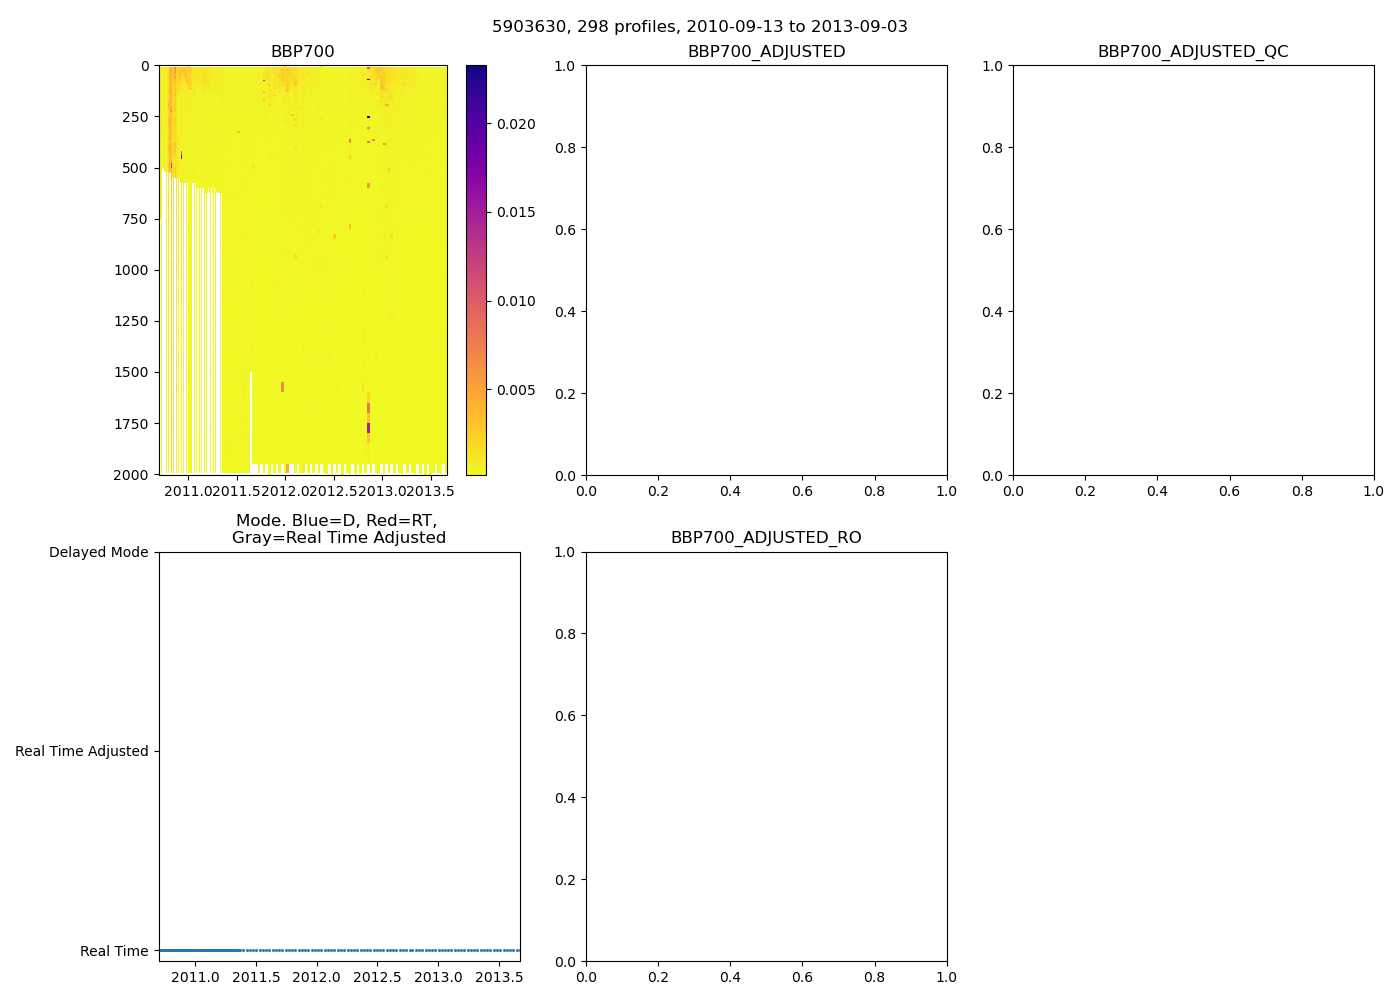 5903630, 298 profiles, 2010-09-13 to 2013-09-03
BBP700
0
250
500
750
1000
1250
1500
1750
2000
2011.02011.52012.02012.52013.02013.5
0.020
0.015
0.010
0.005
BBP700_ADJUSTED
1.0
0.8
0.6
0.4
0.2
0.0
0.0 0.2 0.4 0.6 0.8 1.0
BBP700_ADJUSTED_QC
1.0
0.8
0.6
0.4
0.2
0.0
0.0 0.2 0.4 0.6 0.8 1.0
Mode. Blue=D, Red=RT,
Gray=Real Time Adjusted
Delayed Mode
Real Time Adjusted
Real Time
2011.0 2011.5 2012.0 2012.5 2013.0 2013.5
BBP700_ADJUSTED_RO
1.0
0.8
0.6
0.4
0.2
0.0
0.0 0.2 0.4 0.6 0.8 1.0